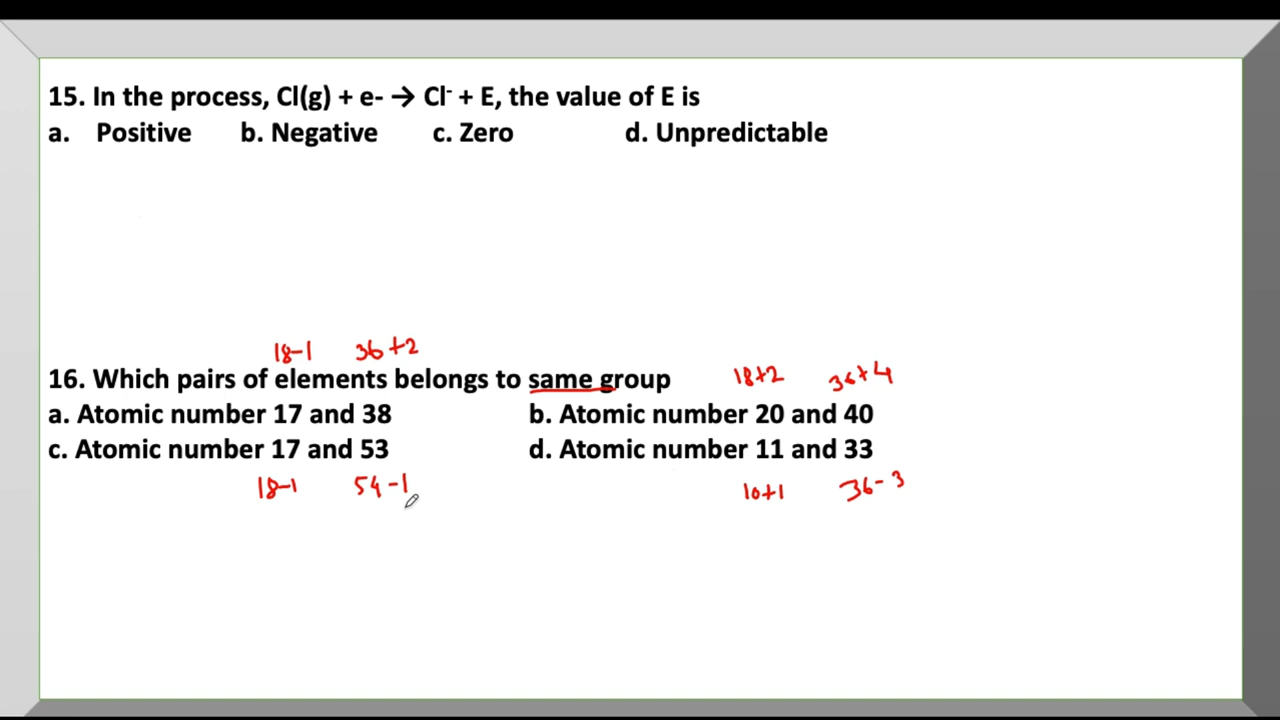 15. In the process, Cl(g) + e- → Cl⁻ + E, the value of E is
a. Positive b. Negative c. Zero d. Unpredictable
18-1 36+2
16. Which pairs of elements belongs to same group 18+2 36+4
a. Atomic number 17 and 38 b. Atomic number 20 and 40
c. Atomic number 17 and 53 d. Atomic number 11 and 33
18-1 54-1 10+1 36-3